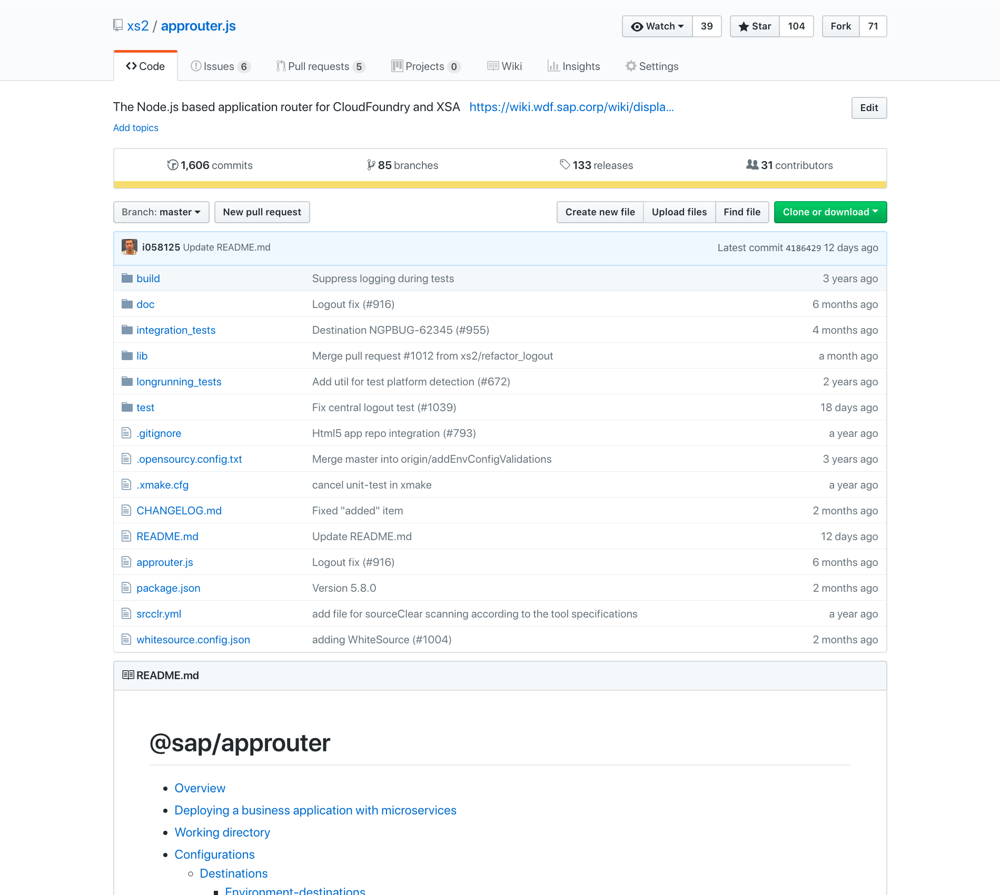 xs2 / approuter.js
Watch 39 Star 104 Fork 71
Code Issues 6 Pull requests 5 Projects 0 Wiki Insights Settings
The Node.js based application router for CloudFoundry and XSA https://wiki.wdf.sap.corp/wiki/displa... Edit
Add topics
1,606 commits 85 branches 133 releases 31 contributors
Branch: master New pull request Create new file Upload files Find file Clone or download
i058125 Update README.md Latest commit 4186429 12 days ago
build Suppress logging during tests 3 years ago
doc Logout fix (#916) 6 months ago
integration_tests Destination NGPBUG-62345 (#955) 4 months ago
lib Merge pull request #1012 from xs2/refactor_logout a month ago
longrunning_tests Add util for test platform detection (#672) 2 years ago
test Fix central logout test (#1039) 18 days ago
.gitignore Html5 app repo integration (#793) a year ago
.opensourcy.config.txt Merge master into origin/addEnvConfigValidations 3 years ago
.xmake.cfg cancel unit-test in xmake a year ago
CHANGELOG.md Fixed "added" item 2 months ago
README.md Update README.md 12 days ago
approuter.js Logout fix (#916) 6 months ago
package.json Version 5.8.0 2 months ago
srcclr.yml add file for sourceClear scanning according to the tool specifications a year ago
whitesource.config.json adding WhiteSource (#1004) 2 months ago
README.md
@sap/approuter
Overview
Deploying a business application with microservices
Working directory
Configurations
Destinations
Environment-destinations